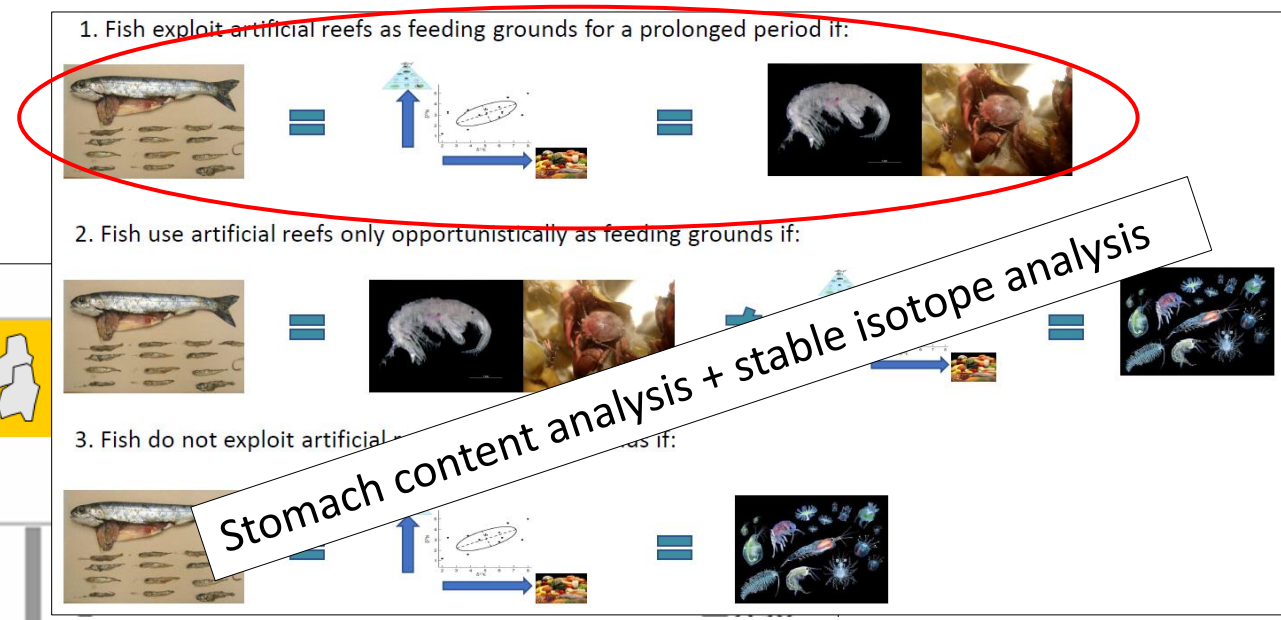 1. Fish exploit artificial reefs as feeding grounds for a prolonged period if:
2. Fish use artificial reefs only opportunistically as feeding grounds if:
Stomach content analysis + stable isotope analysis
3. Fish do not exploit artificial if: